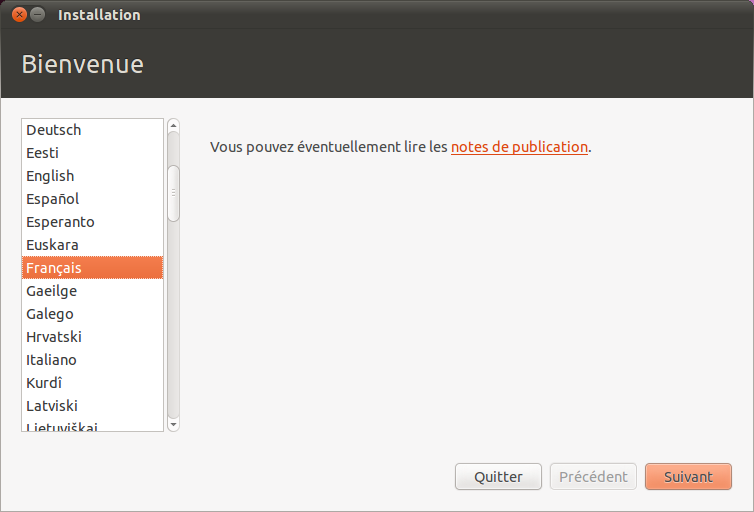 Installation
Bienvenue
Deutsch
Eesti
English
Español
Esperanto
Euskara
Français
Gaeilge
Galego
Hrvatski
Italiano
Kurdî
Latviski
Lietuviškai
Vous pouvez éventuellement lire les notes de publication.
Quitter
Précédent
Suivant